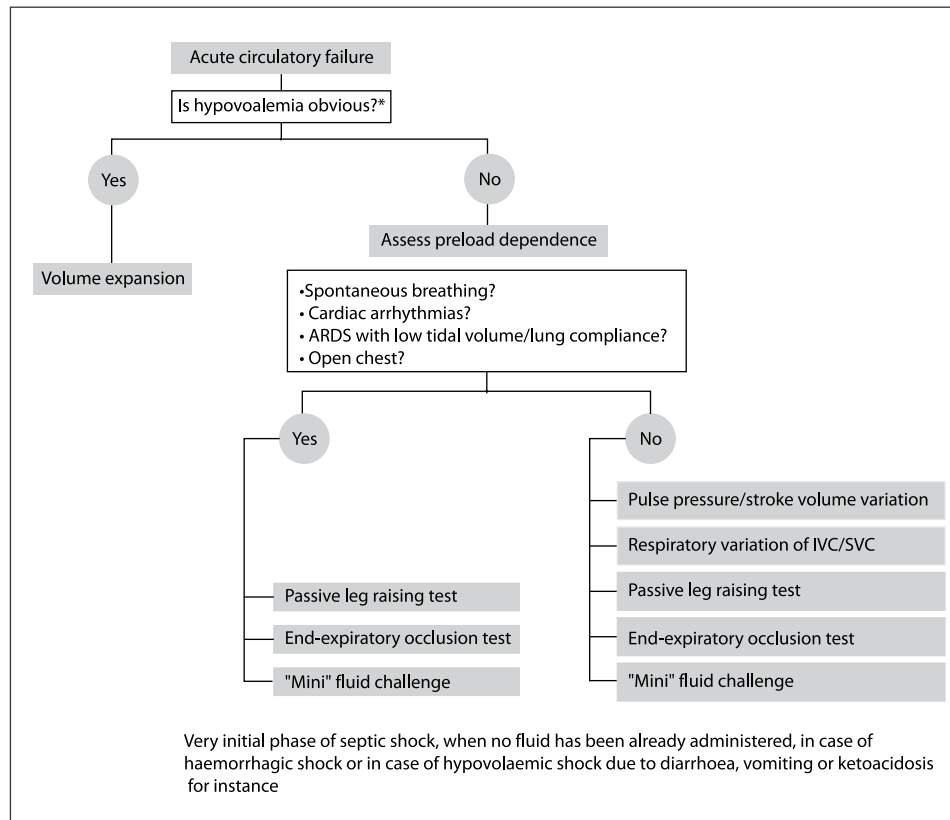 Acute circulatory failure
Is hypovoalemia obvious?*
Yes
No
Assess preload dependence
Volume expansion
•Spontaneous breathing?
• Cardiac arrhythmias?
• ARDS with low tidal volume/lung compliance?
• Open chest?
Yes
No
Pulse pressure/stroke volume variation
Respiratory variation of IVC/SVC
Passive leg raising test
Passive leg raising test
End-expiratory occlusion test
End-expiratory occlusion test
"Mini" fluid challenge
"Mini" fluid challenge
Very initial phase of septic shock, when no fluid has been already administered, in case of
haemorrhagic shock or in case of hypovolaemic shock due to diarrhoea, vomiting or ketoacidosis
for instance